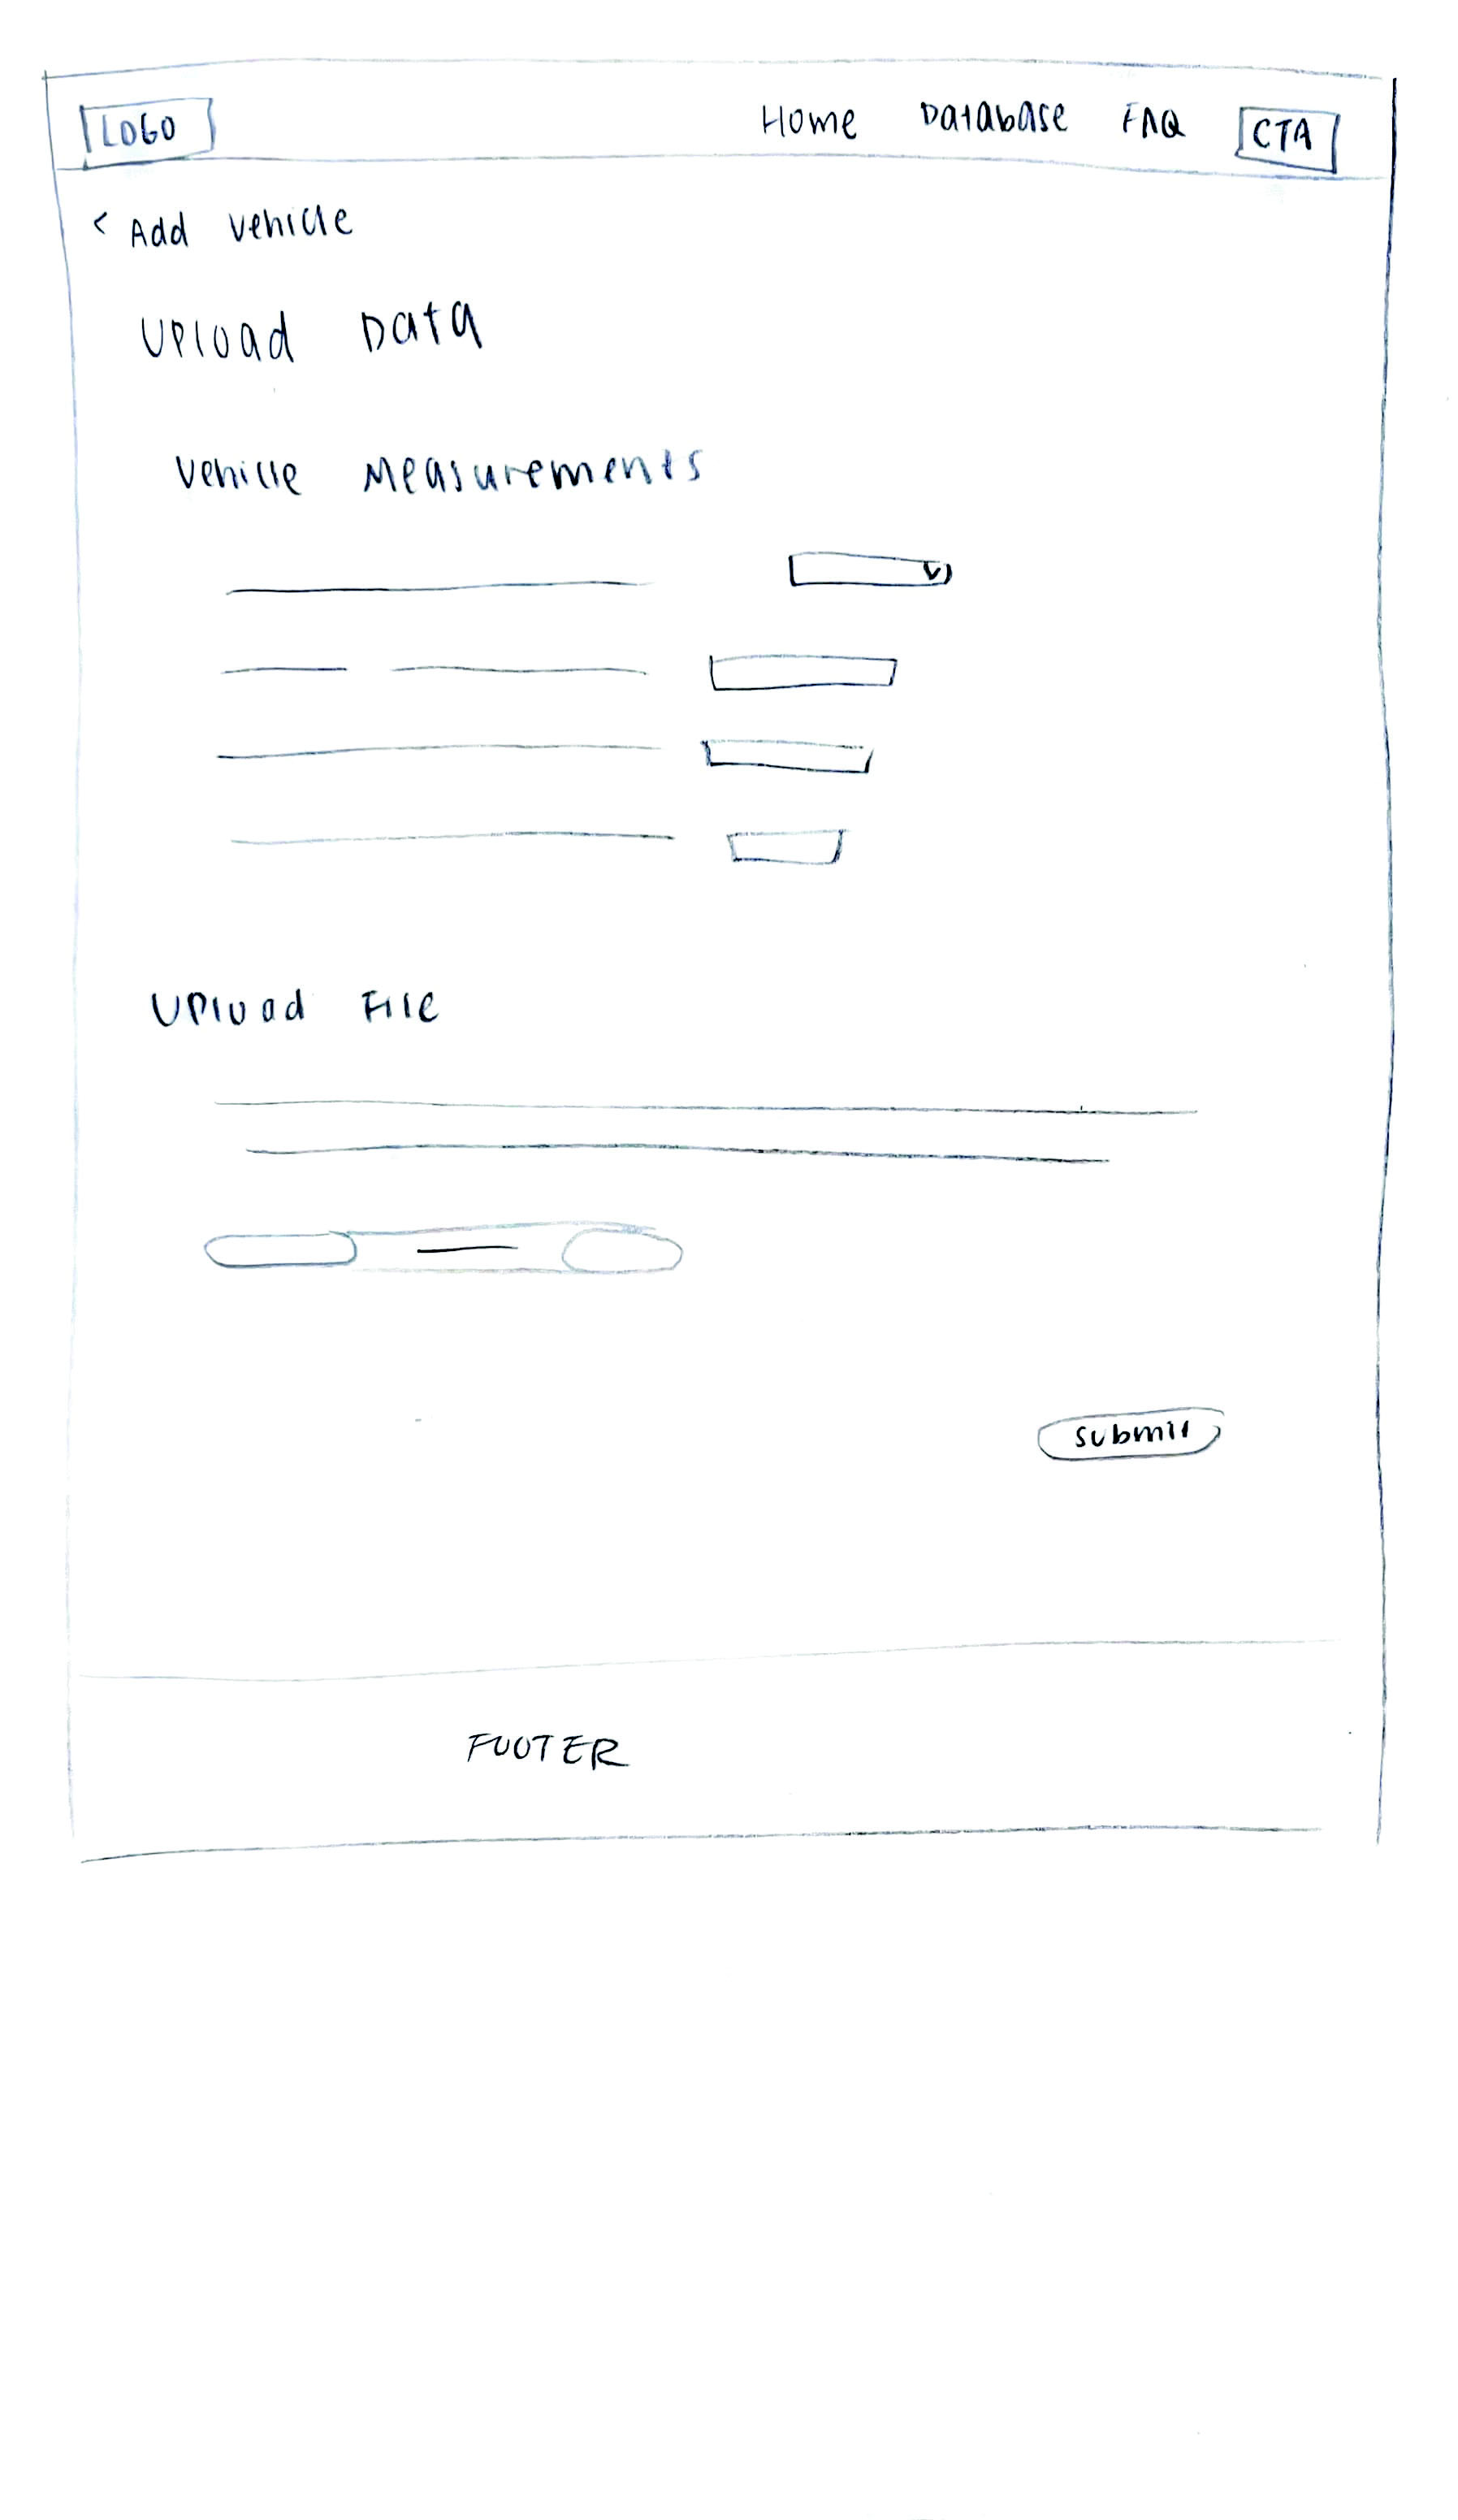 LOGO Home Database FAQ CTA
< Add Vehicle
Upload Data
Vehicle Measurements
Upload File
submit
FOOTER